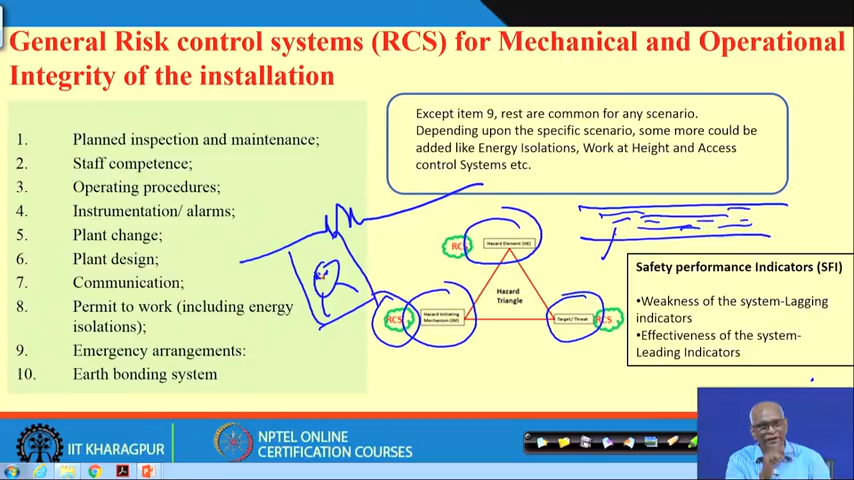 General Risk control systems (RCS) for Mechanical and Operational
Integrity of the installation
1. Planned inspection and maintenance;
2. Staff competence;
3. Operating procedures;
4. Instrumentation/ alarms;
5. Plant change;
6. Plant design;
7. Communication;
8. Permit to work (including energy
isolations);
9. Emergency arrangements:
10. Earth bonding system
Except item 9, rest are common for any scenario.
Depending upon the specific scenario, some more could be
added like Energy Isolations, Work at Height and Access
control Systems etc.
RCS
Hazard Element (HE)
Hazard
Triangle
RCS
Hazard Initiating
Mechanism (IM)
Target/ Threat
RCS
Safety performance Indicators (SFI)
•Weakness of the system-Lagging
indicators
•Effectiveness of the system-
Leading Indicators
IIT KHARAGPUR
NPTEL ONLINE
CERTIFICATION COURSES